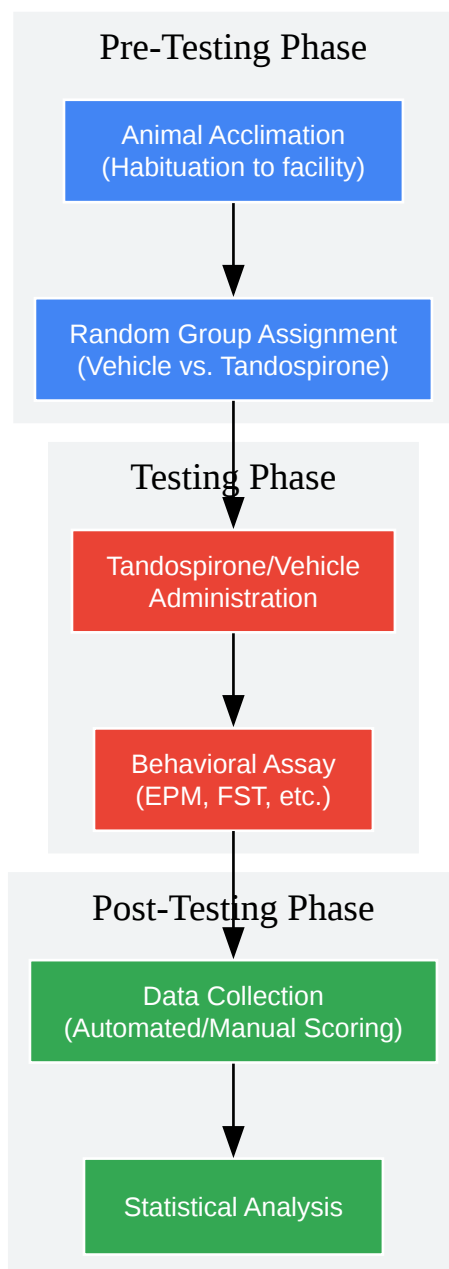 Pre-Testing Phase
Animal Acclimation
(Habituation to facility)
Random Group Assignment
(Vehicle vs. Tandospirone)
Testing Phase
Tandospirone/Vehicle
Administration
Behavioral Assay
(EPM, FST, etc.)
Post-Testing Phase
Data Collection
(Automated/Manual Scoring)
Statistical Analysis